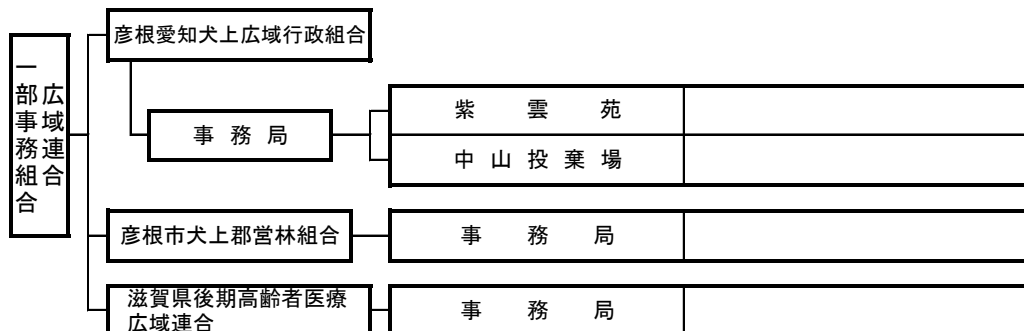 一部事務組合
広域連合
彦根愛知犬上広域行政組合
事務局
紫雲苑
中山投棄場
彦根市犬上郡営林組合
事務局
滋賀県後期高齢者医療
広域連合
事務局